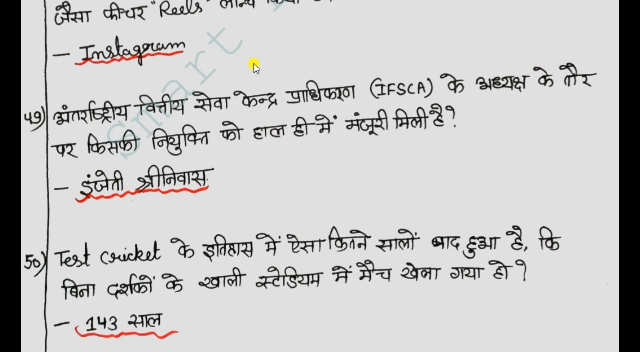 जैसा फीचर "Reels" लॉन्च किया
— Instagram
49) अंतर्राष्ट्रीय वित्तीय सेवा केन्द्र प्राधिकरण (IFSCA) के अध्यक्ष के तौर
पर किसकी नियुक्ति को हाल ही में मंजूरी मिली है?
— इंजेती श्रीनिवास
50) Test cricket के इतिहास में ऐसा कितने सालों बाद हुआ है, कि
बिना दर्शकों के खाली स्टेडियम में मैच खेला गया हो?
— 143 साल
Smart